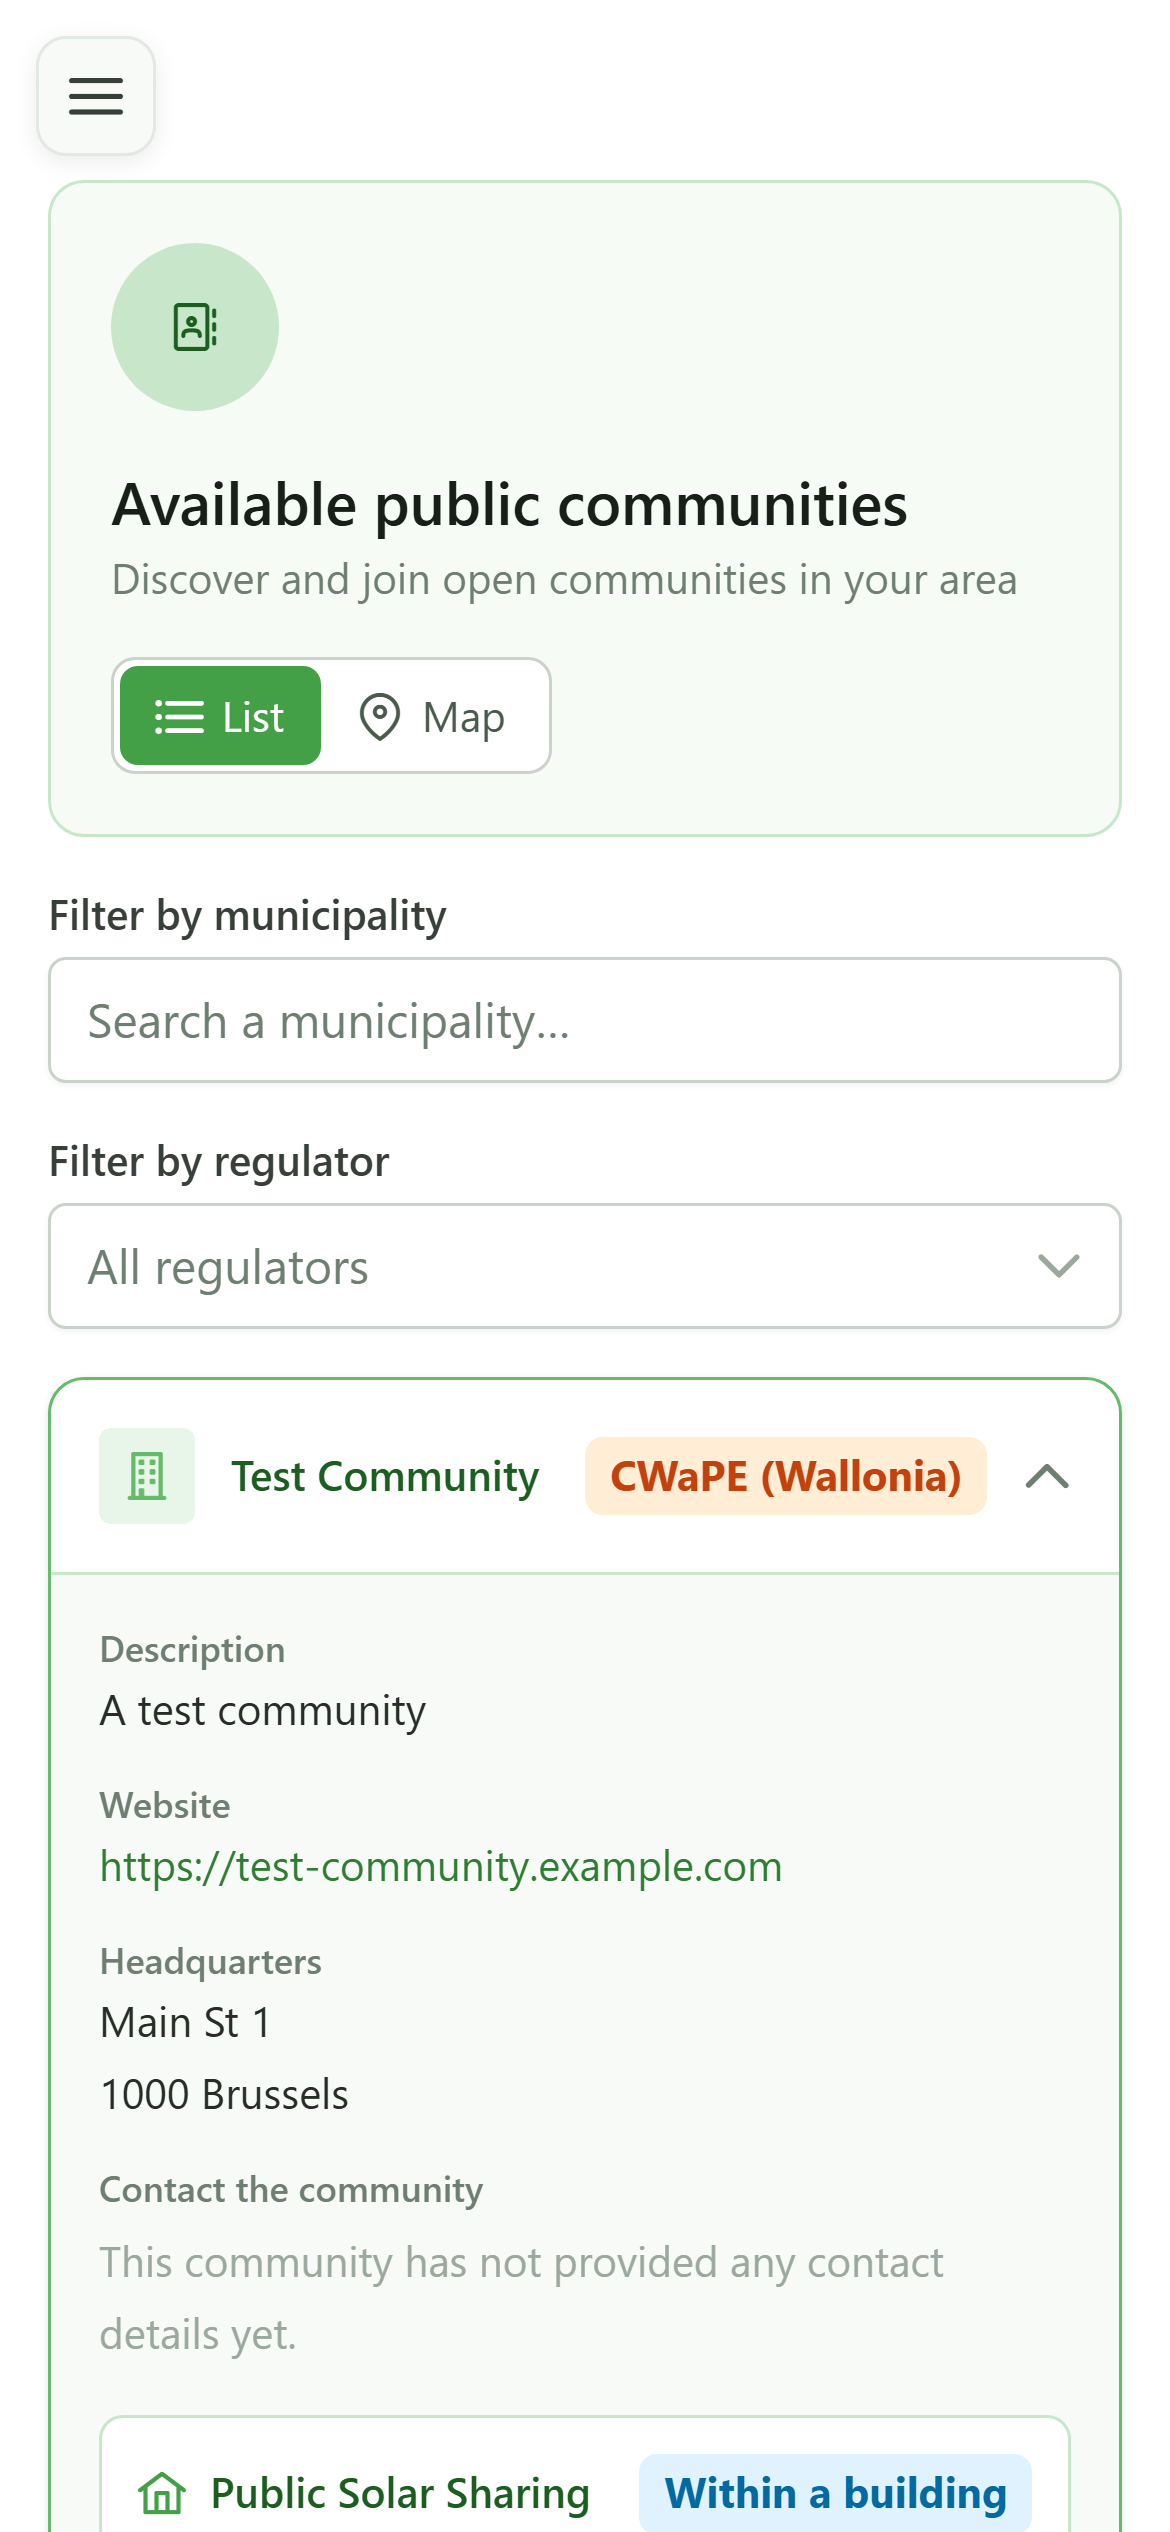 Available public communities
Discover and join open communities in your area
List
Map
Filter by municipality
Search a municipality...
Filter by regulator
All regulators
Test Community
CWaPE (Wallonia)
Description
A test community
Website
https://test-community.example.com
Headquarters
Main St 1
1000 Brussels
Contact the community
This community has not provided any contact
details yet.
Public Solar Sharing
Within a building